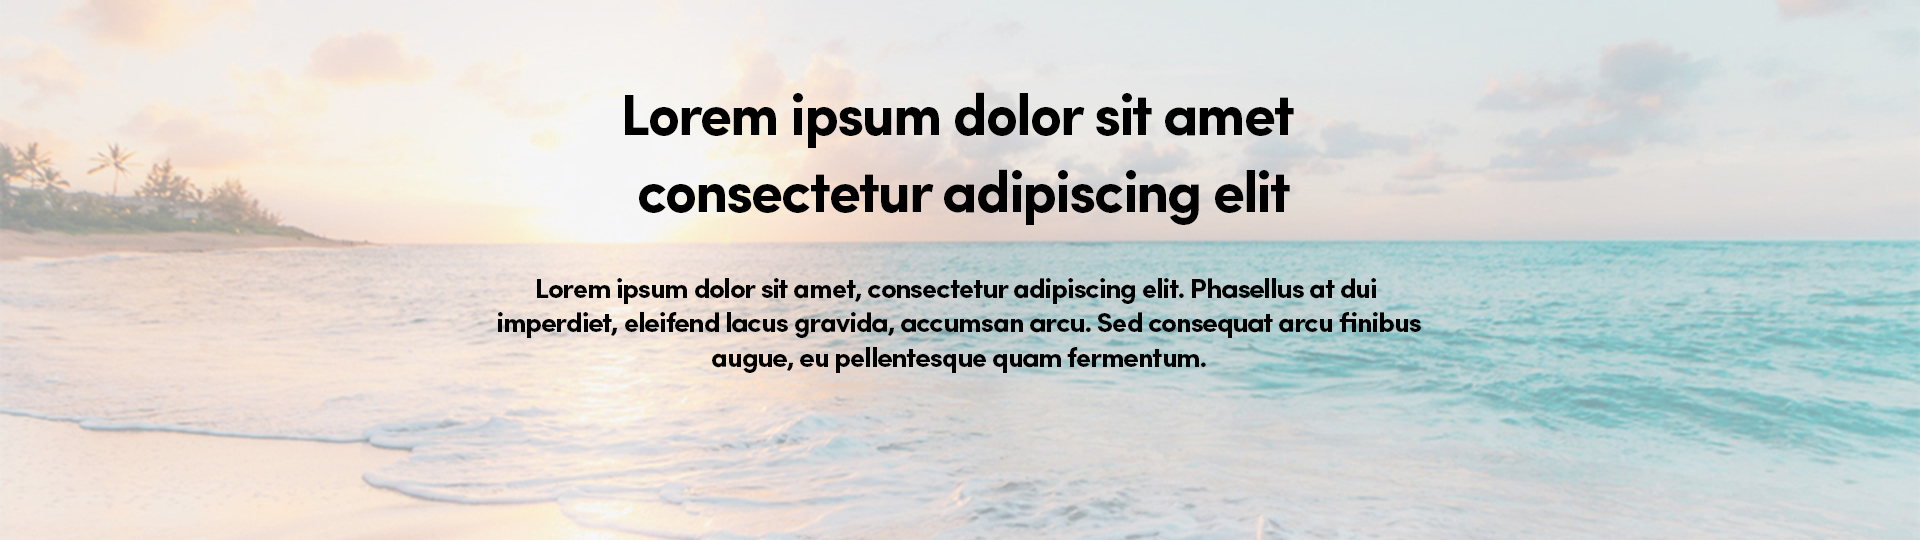 Lorem ipsum dolor sit amet
consectetur adipiscing elit
Lorem ipsum dolor sit amet, consectetur adipiscing elit. Phasellus at dui
imperdiet, eleifend lacus gravida, accumsan arcu. Sed consequat arcu finibus
augue, eu pellentesque quam fermentum.